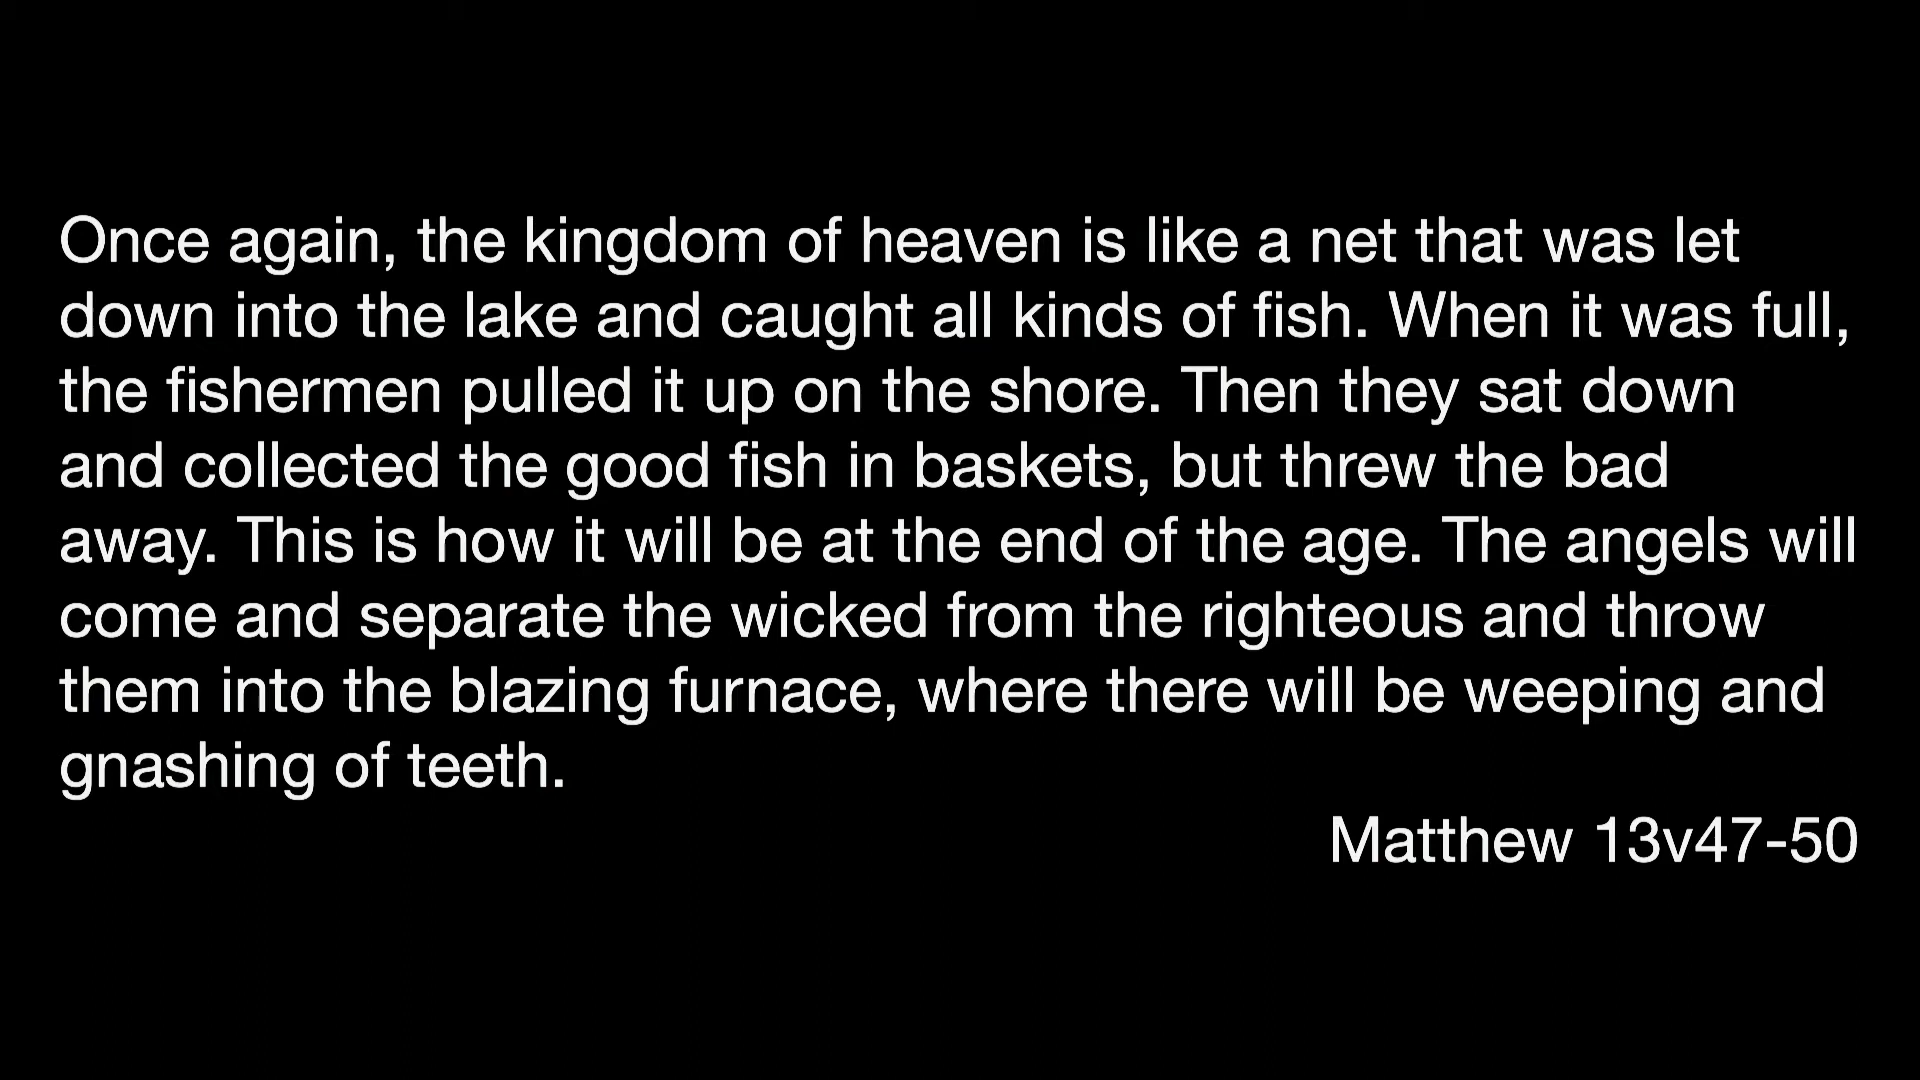 Once again, the kingdom of heaven is like a net that was let
down into the lake and caught all kinds of fish. When it was full,
the fishermen pulled it up on the shore. Then they sat down
and collected the good fish in baskets, but threw the bad
away. This is how it will be at the end of the age. The angels will
come and separate the wicked from the righteous and throw
them into the blazing furnace, where there will be weeping and
gnashing of teeth.
Matthew 13v47-50